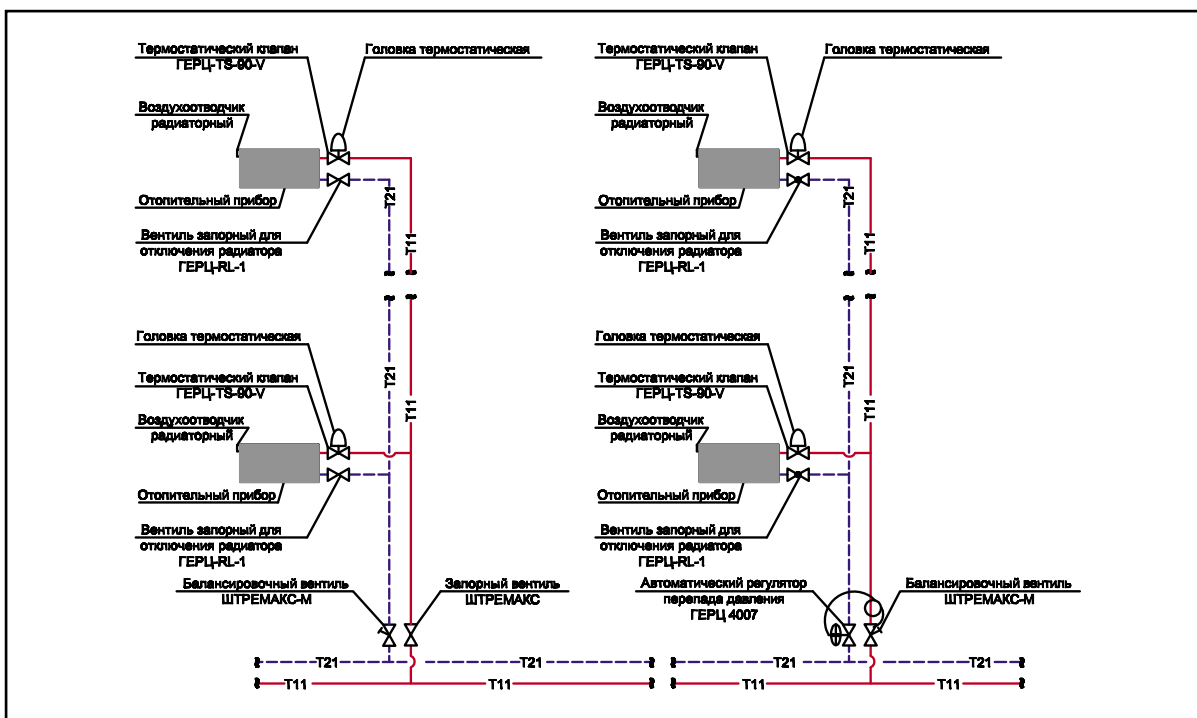 Термостатический клапан
ГЕРЦ-TS-90-V
Головка термостатическая
Воздухоотводчик
радиаторный
Отопительный прибор
Вентиль запорный для
отключения радиатора
ГЕРЦ-RL-1
T21
T11
Головка термостатическая
Термостатический клапан
ГЕРЦ-TS-90-V
Воздухоотводчик
радиаторный
Отопительный прибор
Вентиль запорный для
отключения радиатора
ГЕРЦ-RL-1
T21
T11
Балансировочный вентиль
ШТРЕМАКС-М
Запорный вентиль
ШТРЕМАКС
T21
T21
T11
T11
Термостатический клапан
ГЕРЦ-TS-90-V
Головка термостатическая
Воздухоотводчик
радиаторный
Отопительный прибор
Вентиль запорный для
отключения радиатора
ГЕРЦ-RL-1
T21
T11
Головка термостатическая
Термостатический клапан
ГЕРЦ-TS-90-V
Воздухоотводчик
радиаторный
Отопительный прибор
Вентиль запорный для
отключения радиатора
ГЕРЦ-RL-1
T21
T11
Автоматический регулятор
перепада давления
ГЕРЦ 4007
Балансировочный вентиль
ШТРЕМАКС-М
T21
T21
T11
T11